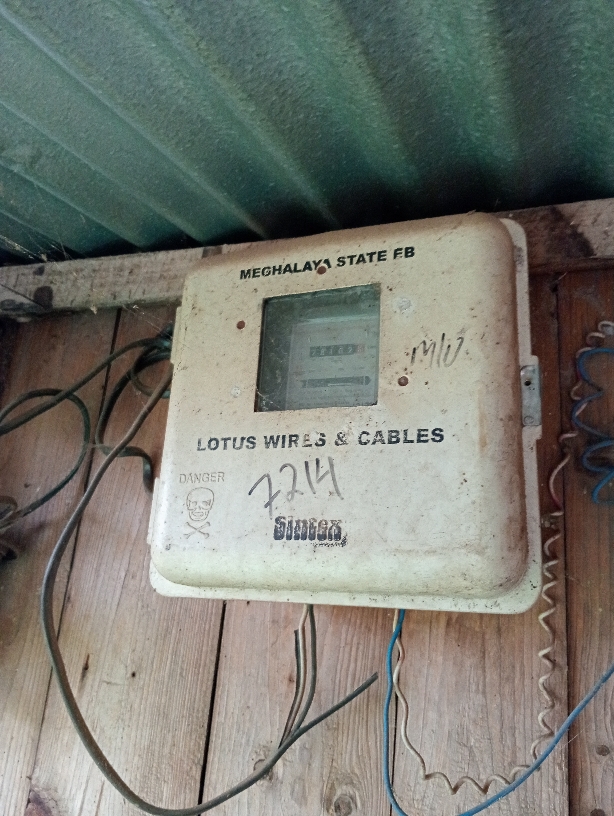 MEGHALAYA STATE EB
LOTUS WIRES & CABLES
DANGER
7214
Sintex